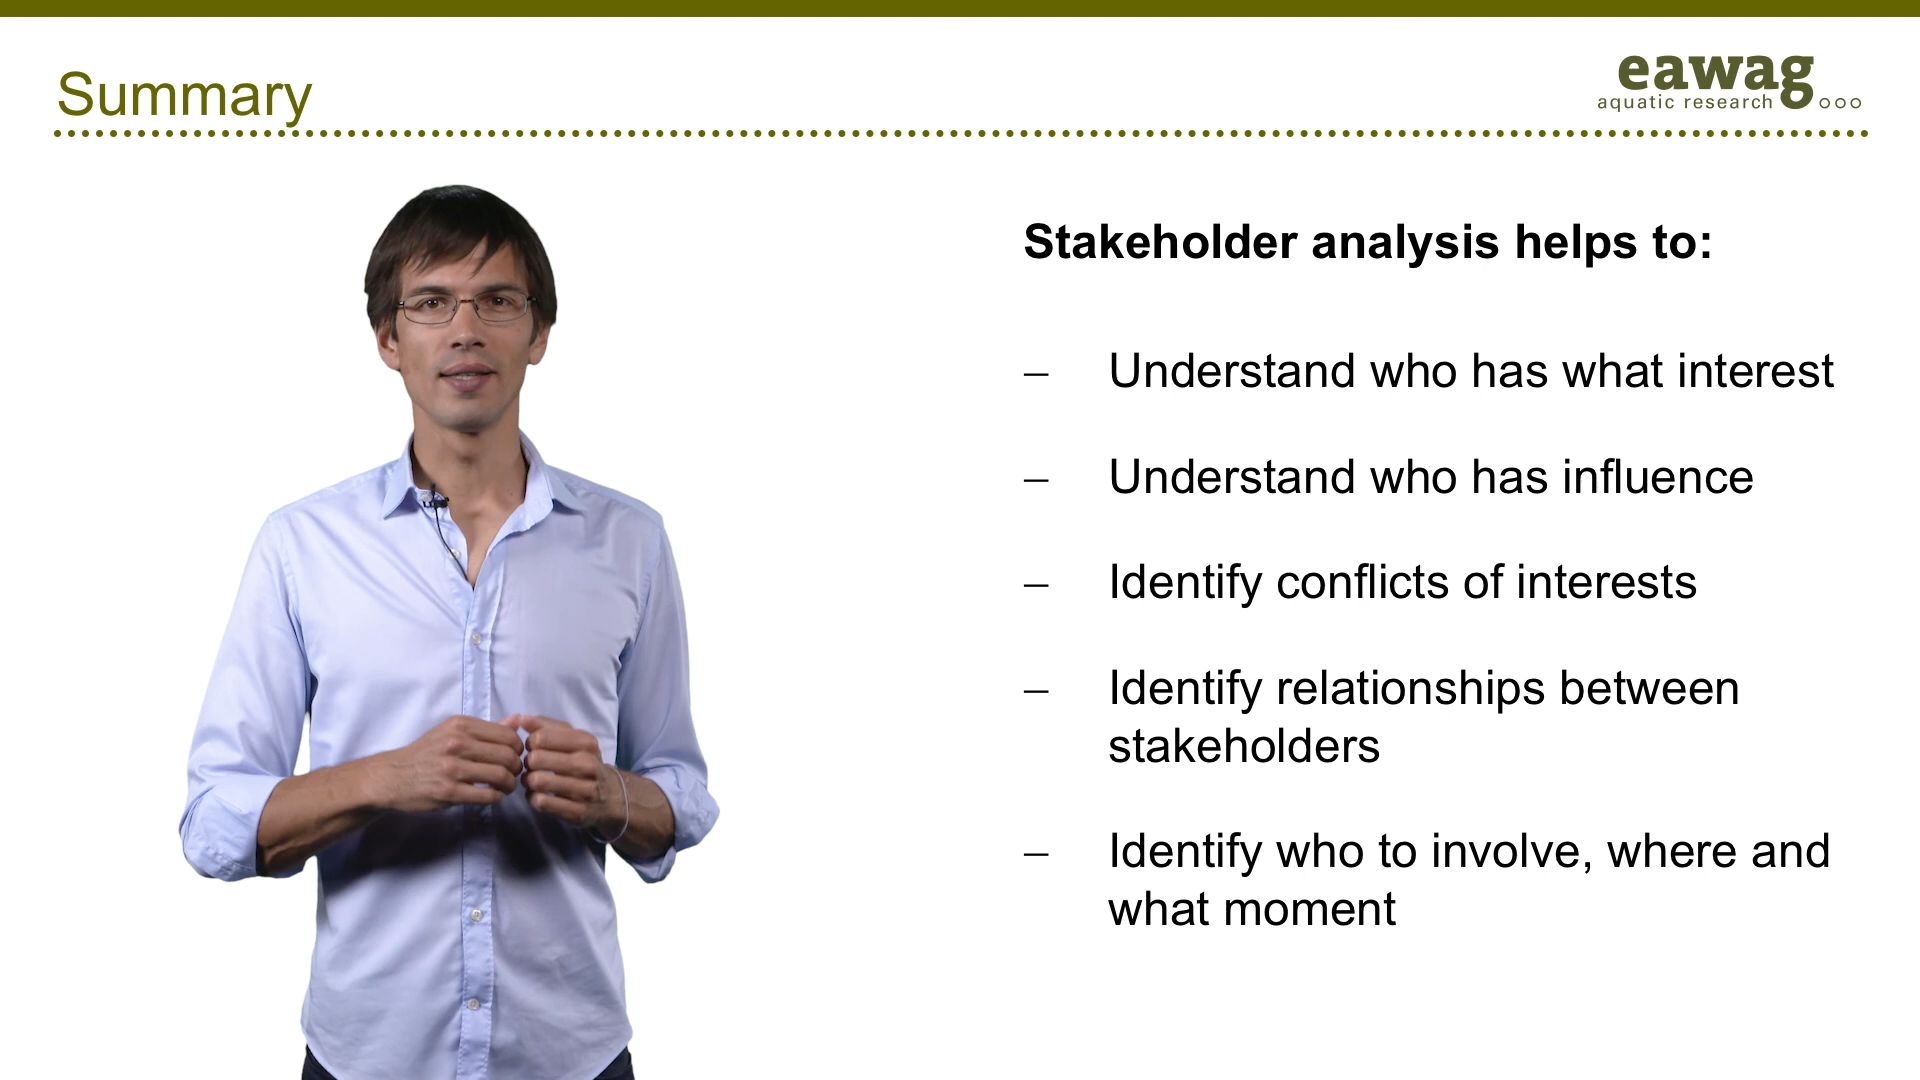 Summary
eawag
aquatic research
Stakeholder analysis helps to:
– Understand who has what interest
– Understand who has influence
– Identify conflicts of interests
– Identify relationships between
stakeholders
– Identify who to involve, where and
what moment